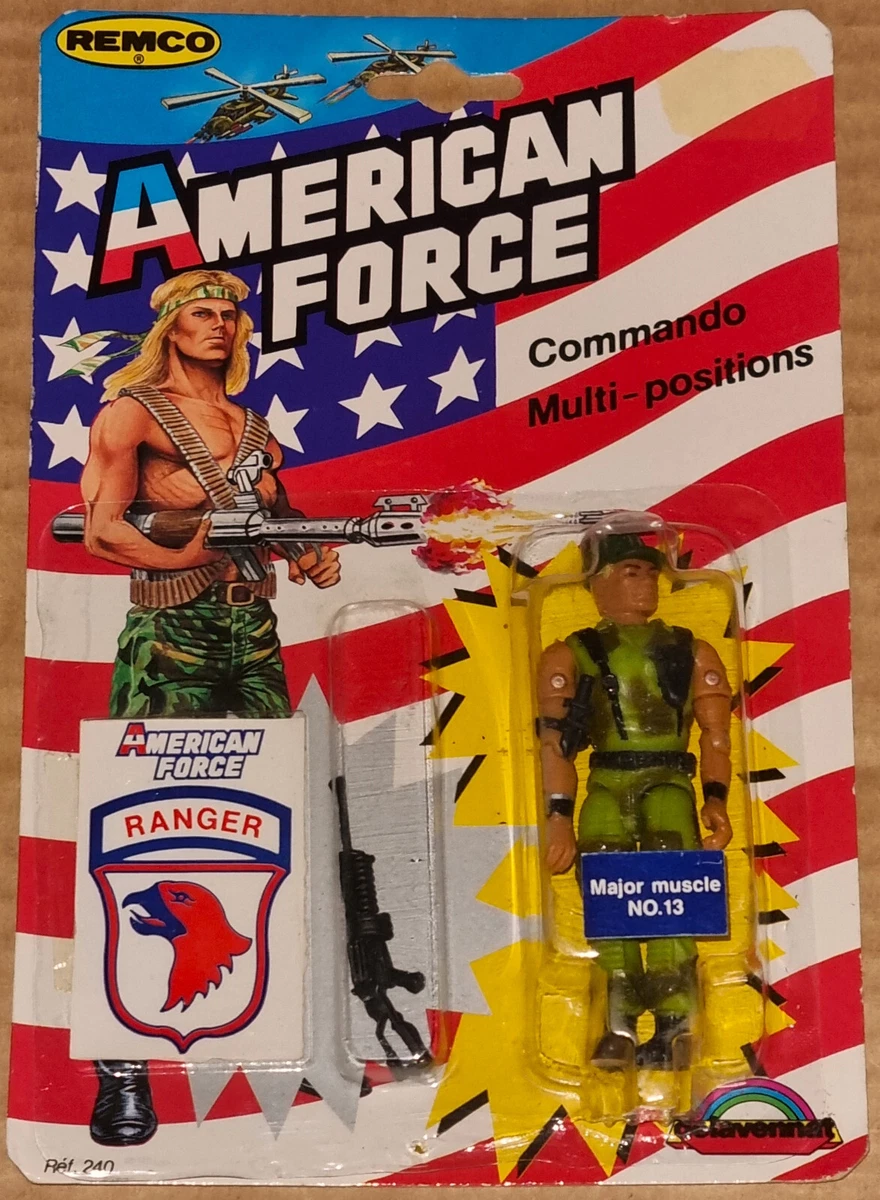 REMCO
®
AMERICAN
FORCE
Commando
Multi-positions
AMERICAN
FORCE
RANGER
Major muscle
NO.13
Réf. 240